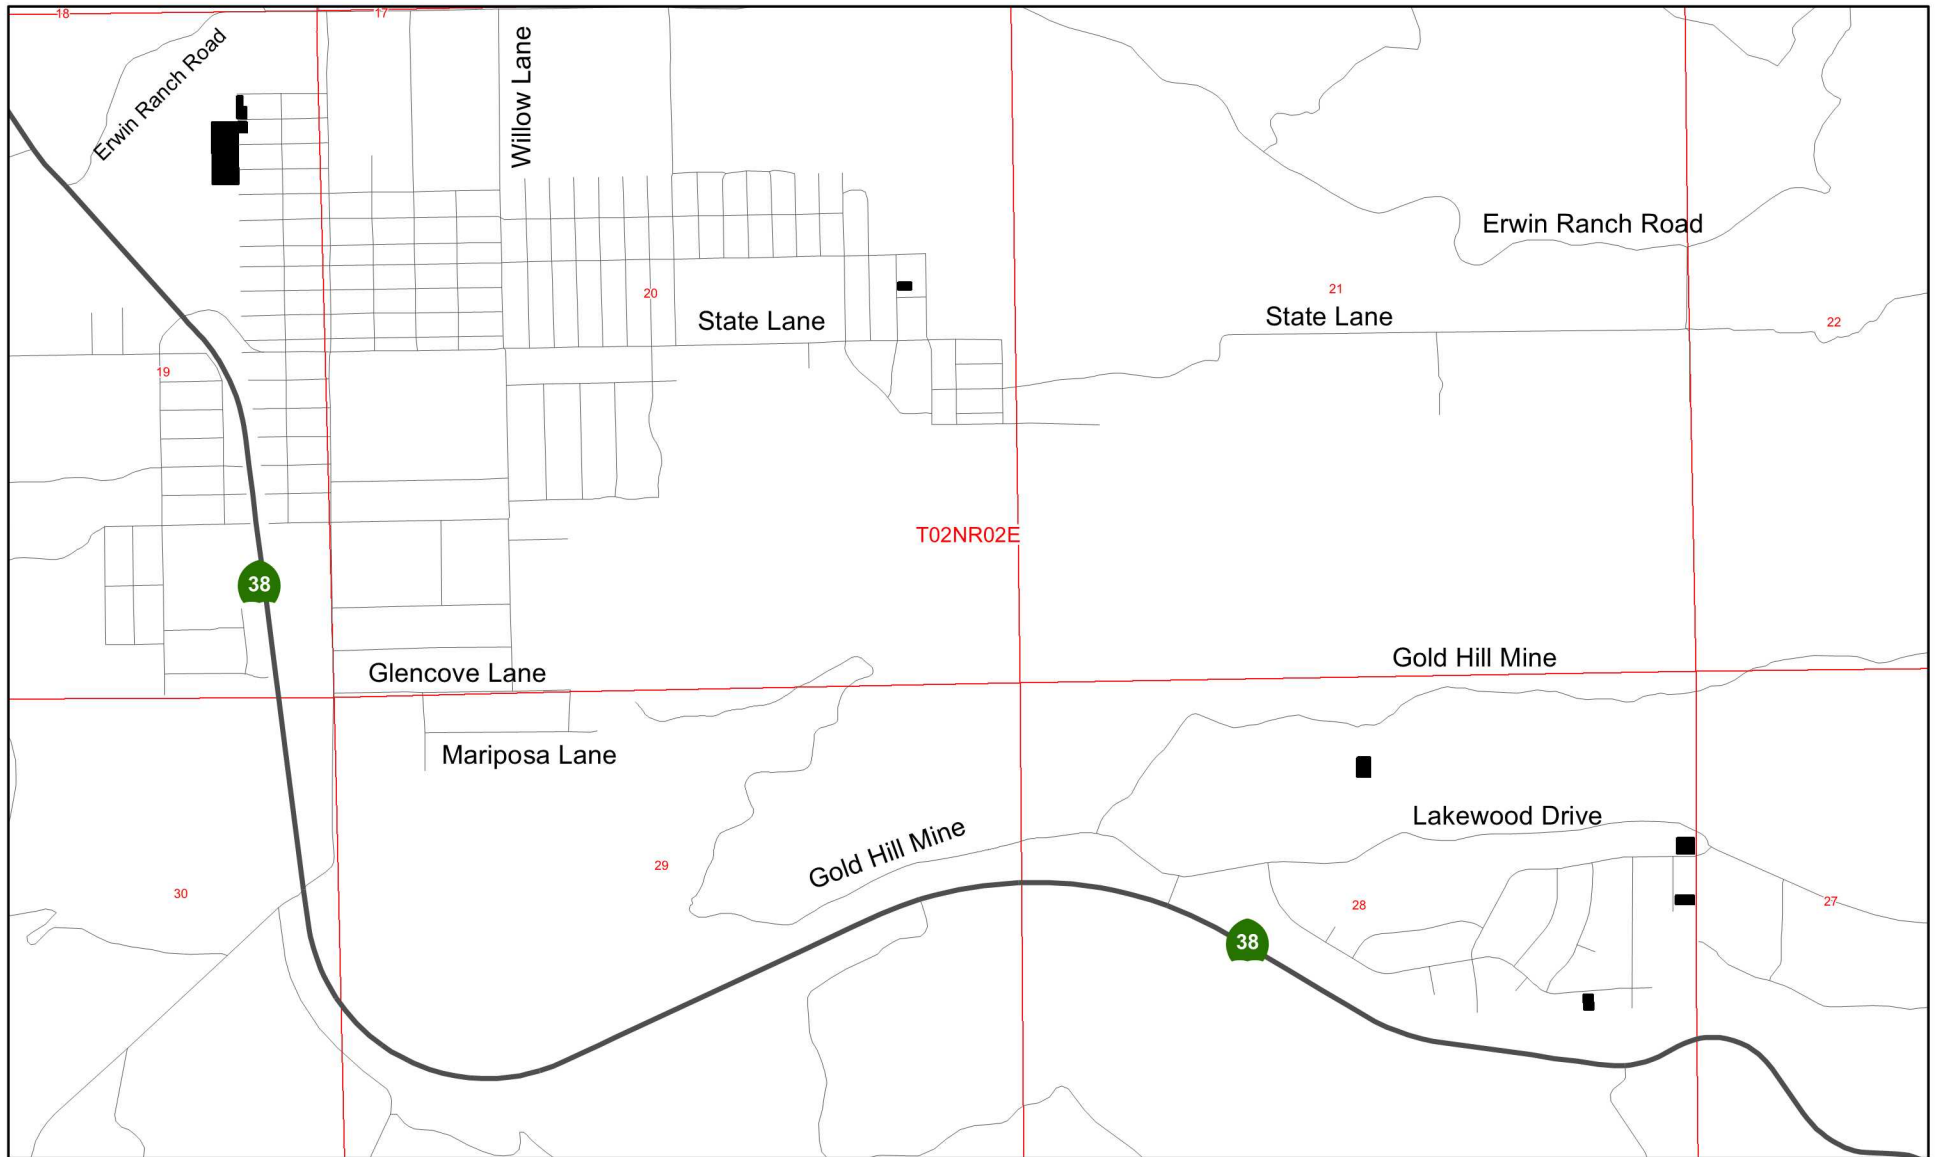 18
17
Erwin Ranch Road
Willow Lane
Erwin Ranch Road
20
21
State Lane
State Lane
22
19
T02NR02E
38
Gold Hill Mine
Glencove Lane
Mariposa Lane
Lakewood Drive
Gold Hill Mine
29
30
28
27
38